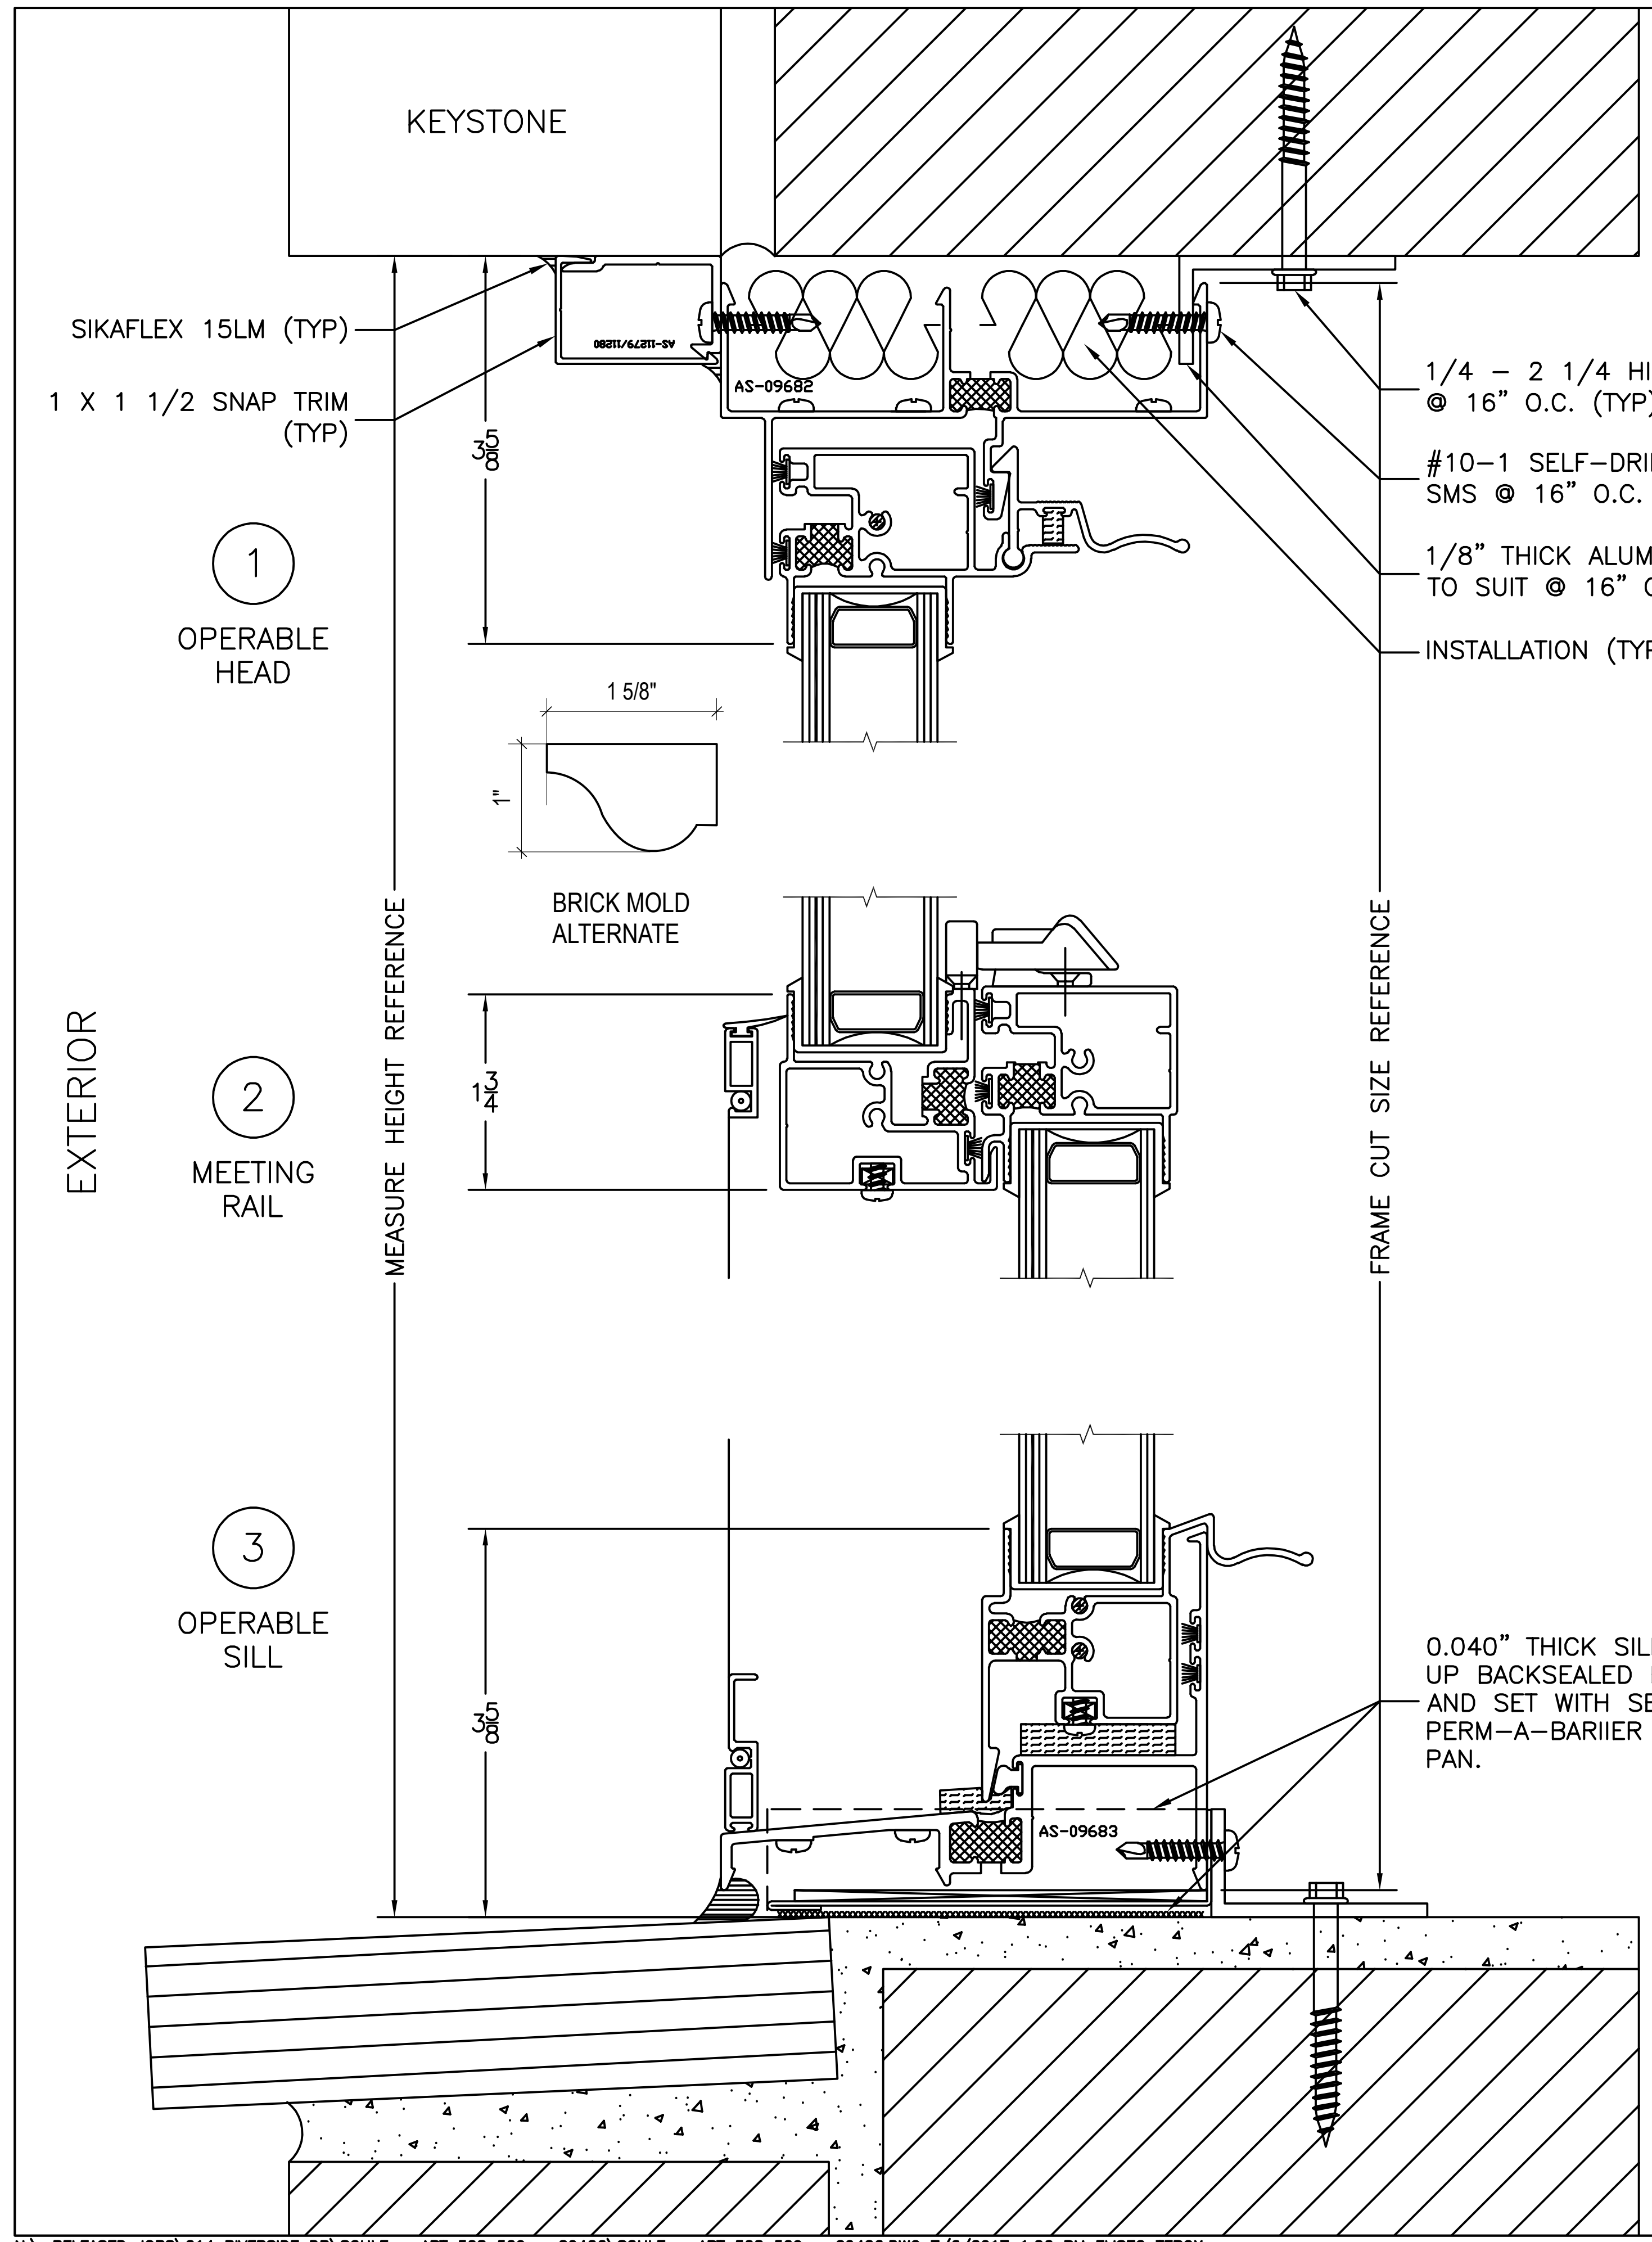 KEYSTONE
SIKAFLEX 15LM (TYP)
1 X 1 1/2 SNAP TRIM
(TYP)
AS-11279/11280
AS-09682
3 5/8
1/4 - 2 1/4 HI
@ 16" O.C. (TYP)
#10-1 SELF-DRI
SMS @ 16" O.C.
1/8" THICK ALUM
TO SUIT @ 16"
INSTALLATION (TYP
1
OPERABLE
HEAD
1 5/8"
1"
BRICK MOLD
ALTERNATE
EXTERIOR
MEASURE HEIGHT REFERENCE
FRAME CUT SIZE REFERENCE
2
MEETING
RAIL
1 3/4
3
OPERABLE
SILL
3 5/8
0.040" THICK SILL
UP BACKSEALED
AND SET WITH SE
PERM-A-BARIIER
PAN.
AS-09683